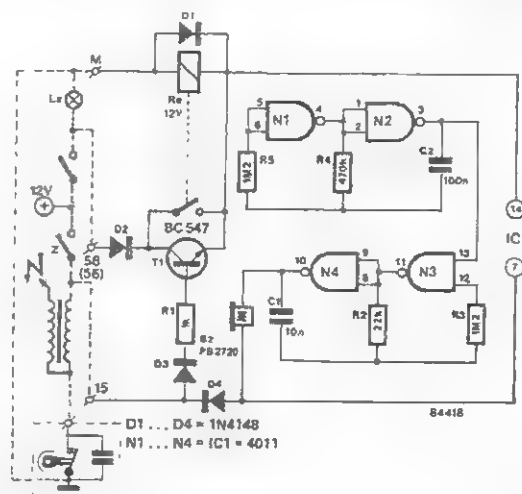 D1
M
Re
12V
La
12V
Z
58
(56)
D2
BC547
T1
R1
1k
B2
PB2720
D3
D4
15
5
6
N1
4
1
2
N2
3
R5
1M2
R4
470k
C2
100n
14
IC
7
10
N4
9
8
11
N3
13
12
C1
10n
R2
22k
R3
1M2
84418
D1 ... D4 = 1N4148
N1 ... N4 = IC1 = 4011